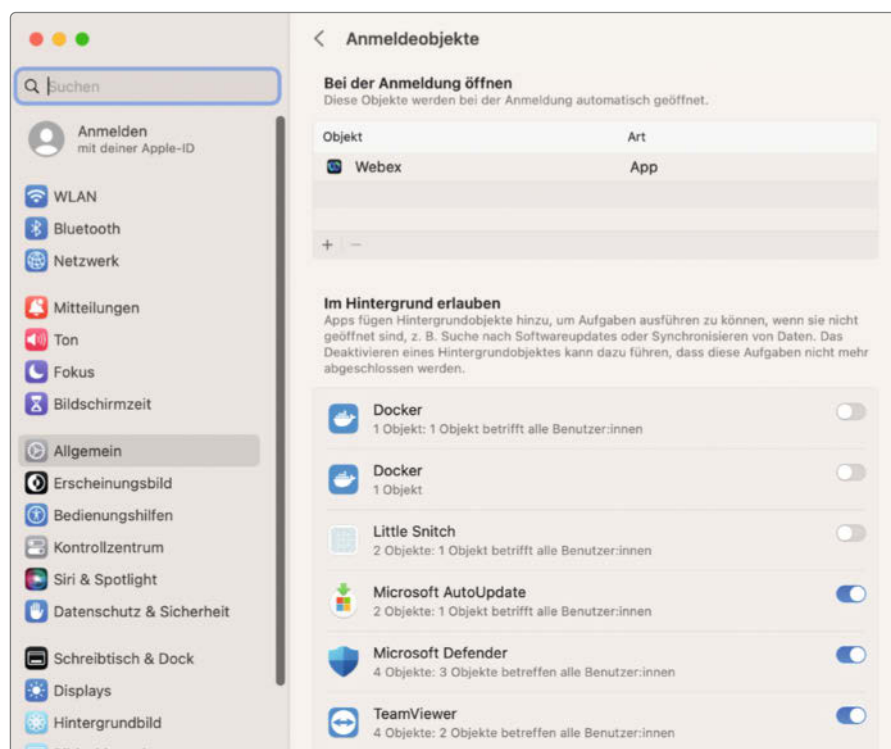 Suchen
Anmelden
mit deiner Apple-ID
WLAN
Bluetooth
Netzwerk
Mitteilungen
Ton
Fokus
Bildschirmzeit
Allgemein
Erscheinungsbild
Bedienungshilfen
Kontrollzentrum
Siri & Spotlight
Datenschutz & Sicherheit
Schreibtisch & Dock
Displays
Hintergrundbild
Anmeldeobjekte
Bei der Anmeldung öffnen
Diese Objekte werden bei der Anmeldung automatisch geöffnet.
Objekt Art
Webex App
+ −
Im Hintergrund erlauben
Apps fügen Hintergrundobjekte hinzu, um Aufgaben ausführen zu können, wenn sie nicht
geöffnet sind, z. B. Suche nach Softwareupdates oder Synchronisieren von Daten. Das
Deaktivieren eines Hintergrundobjektes kann dazu führen, dass diese Aufgaben nicht mehr
abgeschlossen werden.
Docker
1 Objekt: 1 Objekt betrifft alle Benutzer:innen
Docker
1 Objekt
Little Snitch
2 Objekte: 1 Objekt betrifft alle Benutzer:innen
Microsoft AutoUpdate
2 Objekte: 1 Objekt betrifft alle Benutzer:innen
Microsoft Defender
4 Objekte: 3 Objekte betreffen alle Benutzer:innen
TeamViewer
4 Objekte: 2 Objekte betreffen alle Benutzer:innen